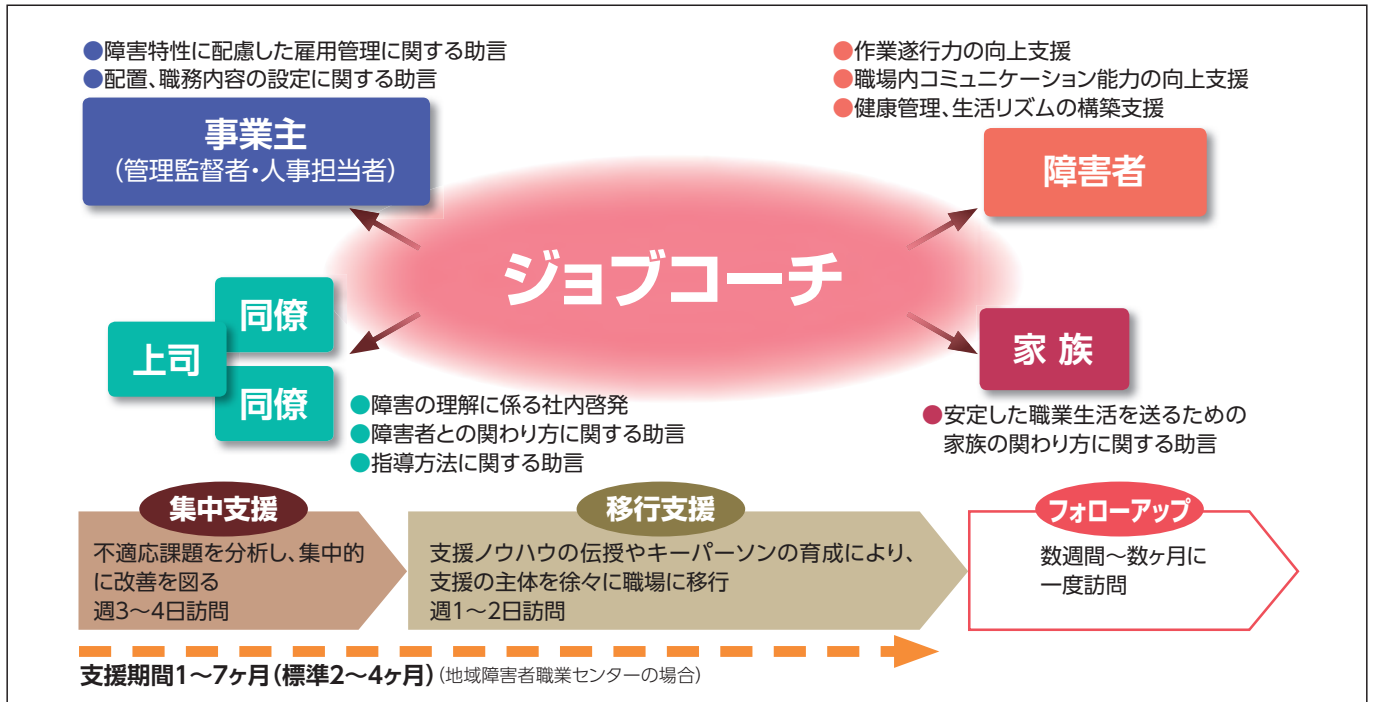 ●障害特性に配慮した雇用管理に関する助言
●配置、職務内容の設定に関する助言
事業主
(管理監督者・人事担当者)
●作業遂行力の向上支援
●職場内コミュニケーション能力の向上支援
●健康管理、生活リズムの構築支援
障害者
ジョブコーチ
同僚
上司
同僚
●障害の理解に係る社内啓発
●障害者との関わり方に関する助言
●指導方法に関する助言
家 族
●安定した職業生活を送るための
家族の関わり方に関する助言
集中支援
不適応課題を分析し、集中的
に改善を図る
週3〜4日訪問
移行支援
支援ノウハウの伝授やキーパーソンの育成により、
支援の主体を徐々に職場に移行
週1〜2日訪問
フォローアップ
数週間〜数ヶ月に
一度訪問
支援期間1〜7ヶ月(標準2〜4ヶ月)(地域障害者職業センターの場合)